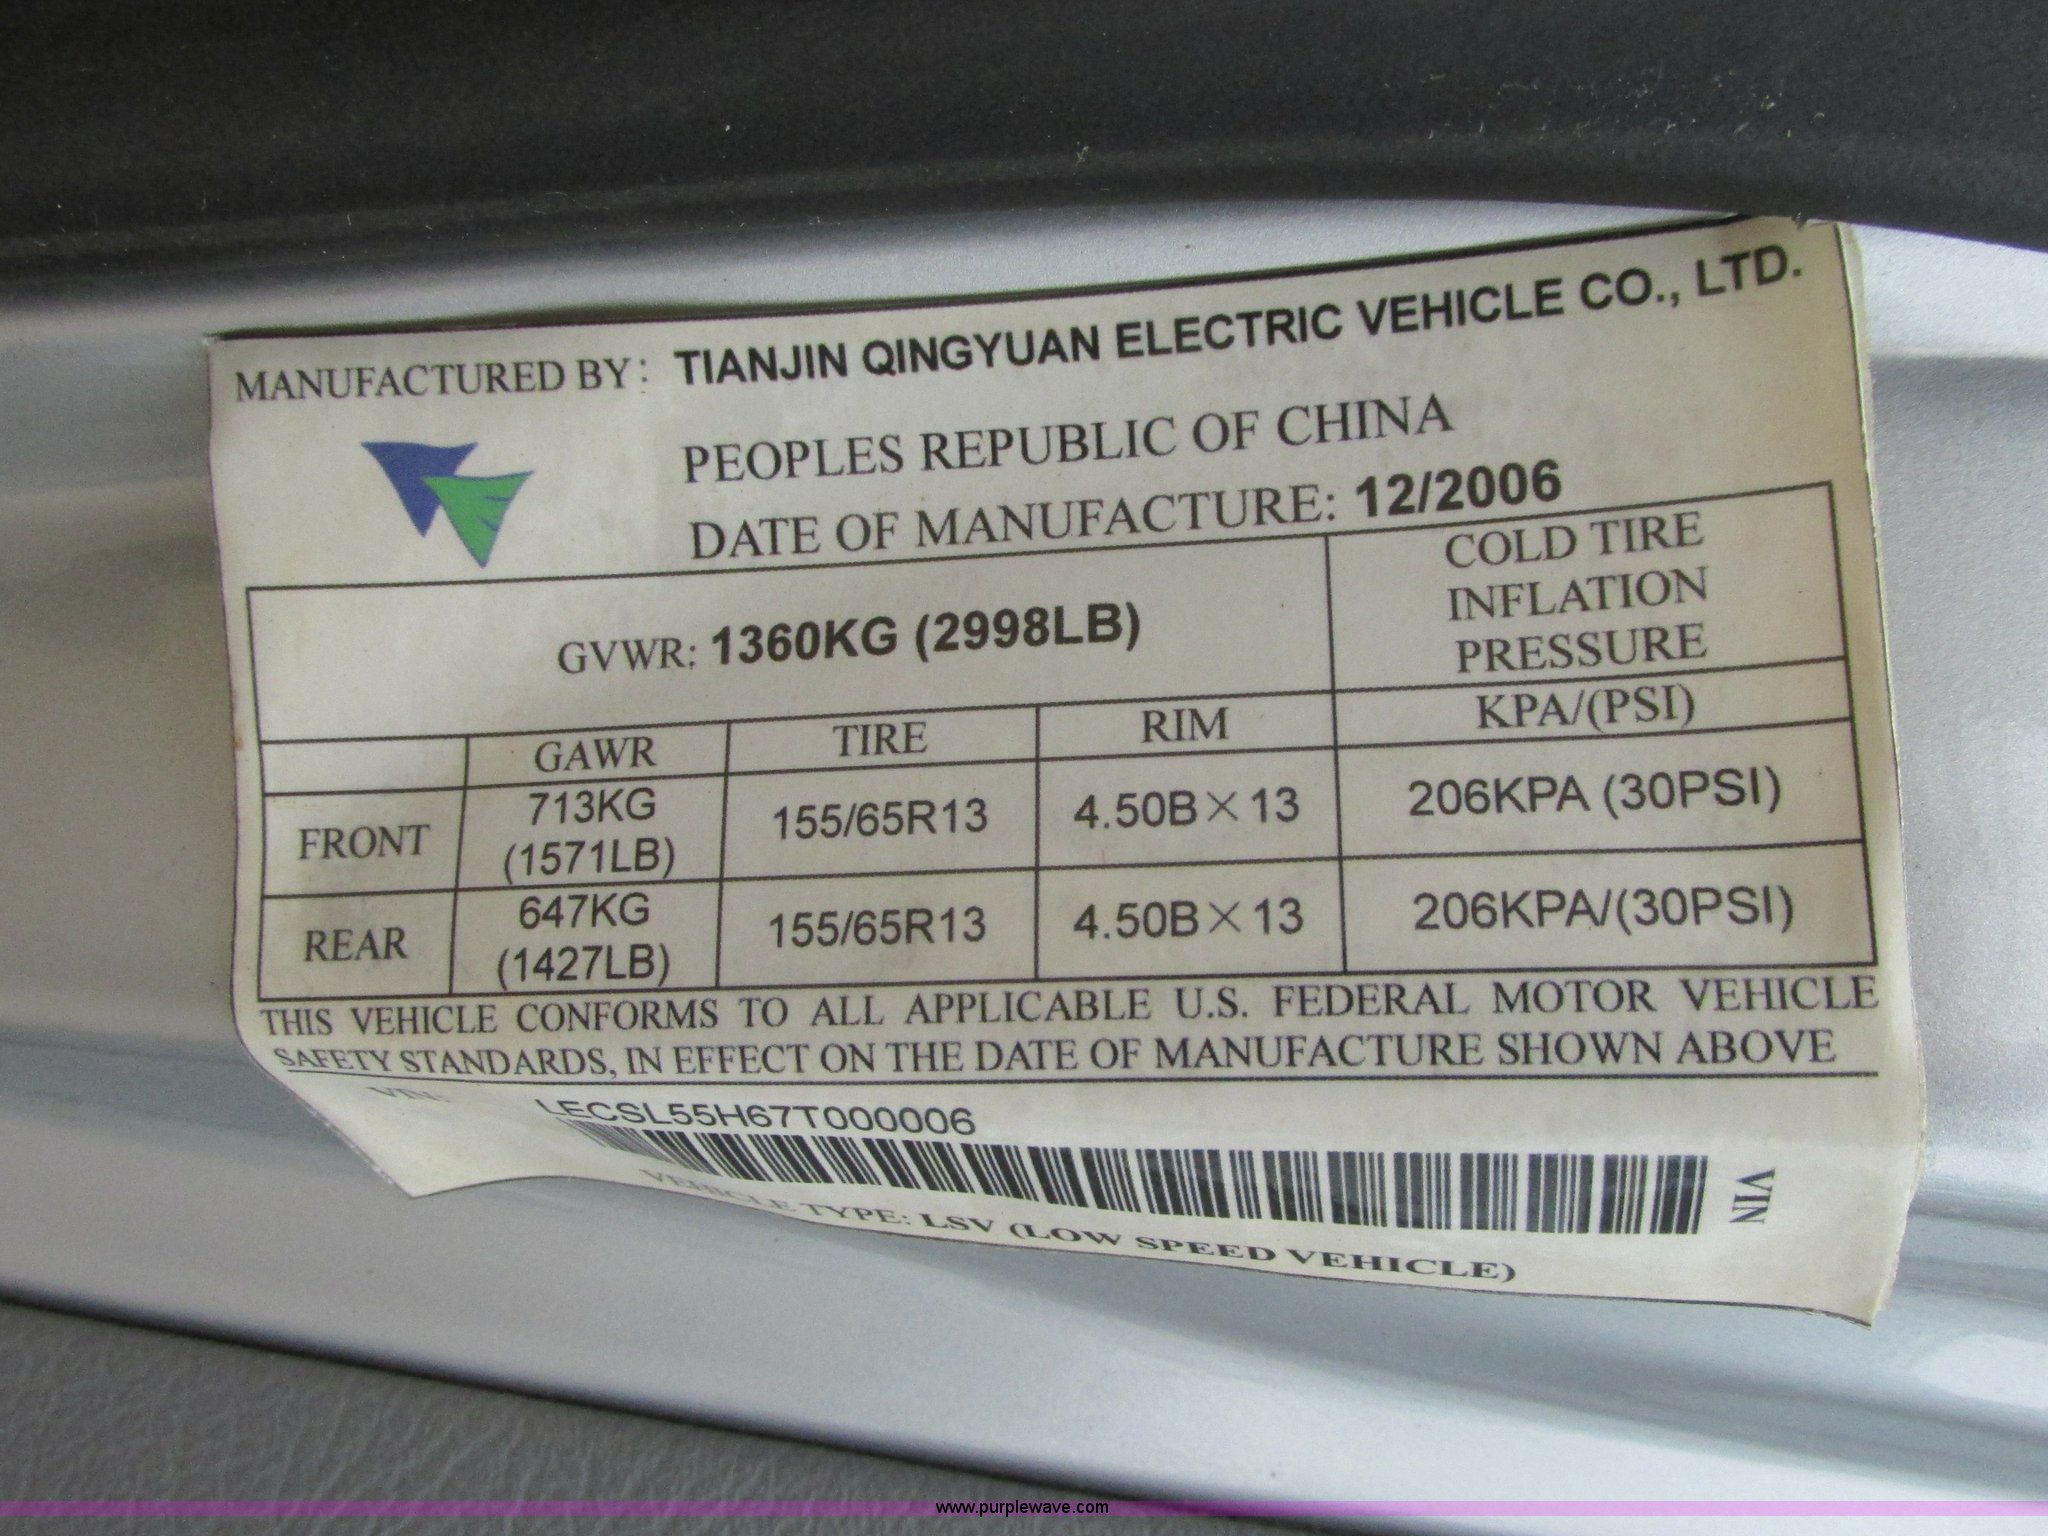 MANUFACTURED BY: TIANJIN QINGYUAN ELECTRIC VEHICLE CO., LTD.
PEOPLES REPUBLIC OF CHINA
DATE OF MANUFACTURE: 12/2006
GVWR: 1360KG (2998LB)
COLD TIRE
INFLATION
PRESSURE
GAWR TIRE RIM KPA/(PSI)
FRONT 713KG (1571LB) 155/65R13 4.50B×13 206KPA (30PSI)
REAR 647KG (1427LB) 155/65R13 4.50B×13 206KPA/(30PSI)
THIS VEHICLE CONFORMS TO ALL APPLICABLE U.S. FEDERAL MOTOR VEHICLE
SAFETY STANDARDS, IN EFFECT ON THE DATE OF MANUFACTURE SHOWN ABOVE
VIN: LECSL55H67T000006
VIN
VEHICLE TYPE: LSV (LOW SPEED VEHICLE)
www.purplewave.com